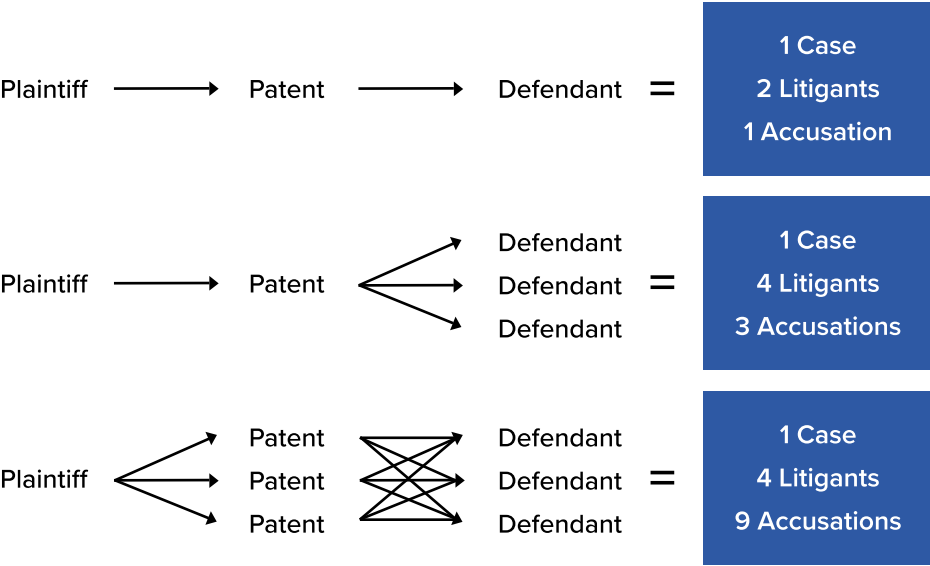 Plaintiff Patent Defendant = 1 Case
2 Litigants
1 Accusation
Plaintiff Patent Defendant
Defendant
Defendant
= 1 Case
4 Litigants
3 Accusations
Plaintiff Patent Defendant
Patent Defendant
Patent Defendant
= 1 Case
4 Litigants
9 Accusations